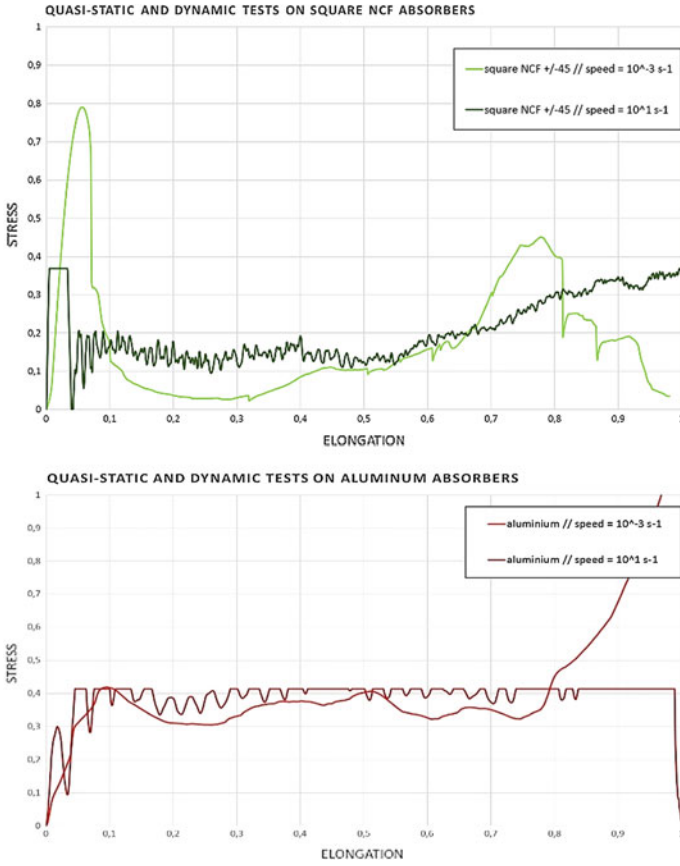 QUASI-STATIC AND DYNAMIC TESTS ON SQUARE NCF ABSORBERS
1
0,9
0,8
0,7
0,6
0,5
0,4
0,3
0,2
0,1
0
STRESS
square NCF +/-45 // speed = 10^-3 s-1
square NCF +/-45 // speed = 10^1 s-1
0 0,1 0,2 0,3 0,4 0,5 0,6 0,7 0,8 0,9 1
ELONGATION
QUASI-STATIC AND DYNAMIC TESTS ON ALUMINUM ABSORBERS
1
0,9
0,8
0,7
0,6
0,5
0,4
0,3
0,2
0,1
0
STRESS
aluminium // speed = 10^-3 s-1
aluminium // speed = 10^1 s-1
0 0,1 0,2 0,3 0,4 0,5 0,6 0,7 0,8 0,9 1
ELONGATION